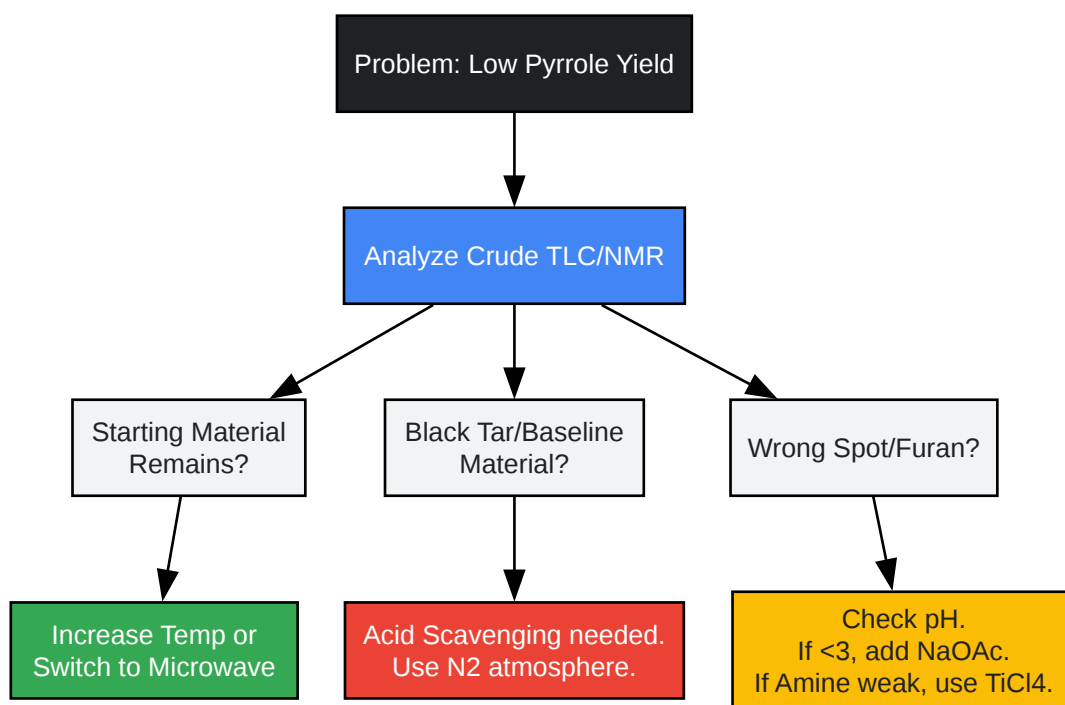 Problem: Low Pyrrole Yield
Analyze Crude TLC/NMR
Starting Material
Remains?
Black Tar/Baseline
Material?
Wrong Spot/Furan?
Increase Temp or
Switch to Microwave
Acid Scavenging needed.
Use N2 atmosphere.
Check pH.
If <3, add NaOAc.
If Amine weak, use TiCl4.